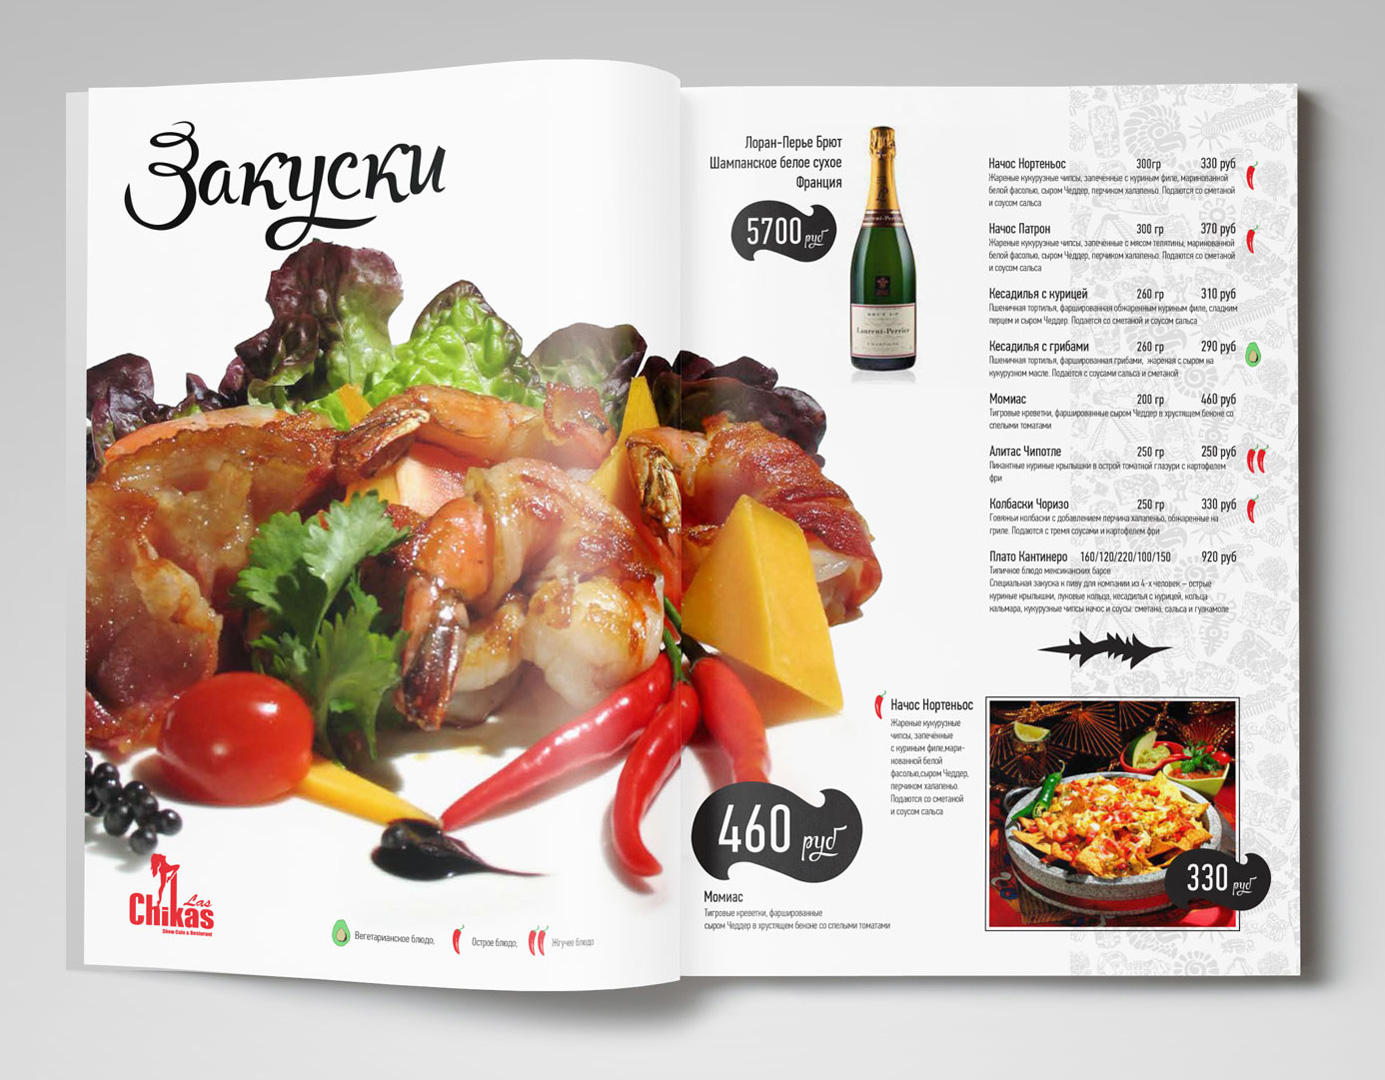 Закуски
Las
Chikas
Show Cafe & Restorant
Вегетарианское блюдо,
Острое блюдо,
Жгучее блюдо
Лоран-Перье Брют
Шампанское белое сухое
Франция
5700 руб
Laurent-Perrier
BRUT L-P
Laurent-Perrier
CHAMPAGNE
460 руб
Момиас
Тигровые креветки, фаршированные
сыром Чеддер в хрустящем беконе со спелыми томатами
Начос Нортеньос 300гр 330 руб
Жареные кукурузные чипсы, запеченные с куриным филе, маринованной
белой фасолью, сыром Чеддер, перчиком халапеньо. Подаются со сметаной
и соусом сальса
Начос Патрон 300 гр 370 руб
Жареные кукурузные чипсы, запечённые с мясом телятины, маринованной
белой фасолью, сыром Чеддер, перчиком халапеньо. Подаются со сметаной
и соусом сальса
Кесадилья с курицей 260 гр 310 руб
Пшеничная тортилья, фаршированная обжаренным куриным филе, сладким
перцем и сыром Чеддер. Подается со сметаной и соусом сальса
Кесадилья с грибами 260 гр 290 руб
Пшеничная тортилья, фаршированная грибами, жареная с сыром на
кукурузном масле. Подается с соусами сальса и сметаной
Момиас 200 гр 460 руб
Тигровые креветки, фаршированные сыром Чеддер в хрустящем беконе со
спелыми томатами
Алитас Чипотле 250 гр 250 руб
Пикантные куриные крылышки в острой томатной глазури с картофелем
фри
Колбаски Чоризо 250 гр 330 руб
Говяжьи колбаски с добавлением перчика халапеньо, обжаренные на
гриле. Подаются с тремя соусами и картофелем фри
Плато Кантинеро 160/120/220/100/150 920 руб
Типичное блюдо мексиканских баров
Специальная закуска к пиву для компании из 4-х человек – острые
куриные крылышки, луковые кольца, кесадилья с курицей, кольца
кальмара, кукурузные чипсы начос и соусы: сметана, сальса и гуакамоле
Начос Нортеньос
Жареные кукурузные
чипсы, запечённые
с куриным филе,мари-
нованной белой
фасолью,сыром Чеддер,
перчиком халапеньо.
Подаются со сметаной
и соусом сальса
330 руб